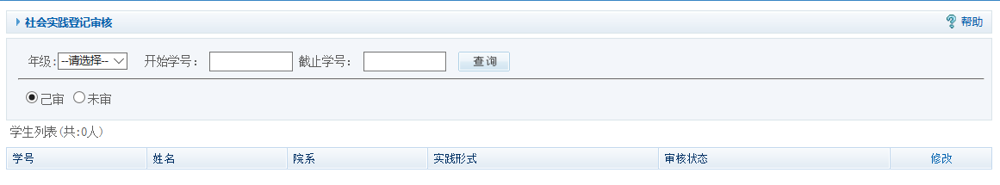 社会实践登记审核 帮助
年级:--请选择-- 开始学号： 截止学号： 查询
己审 未审
学生列表(共:0人)
学号 姓名 院系 实践形式 审核状态 修改